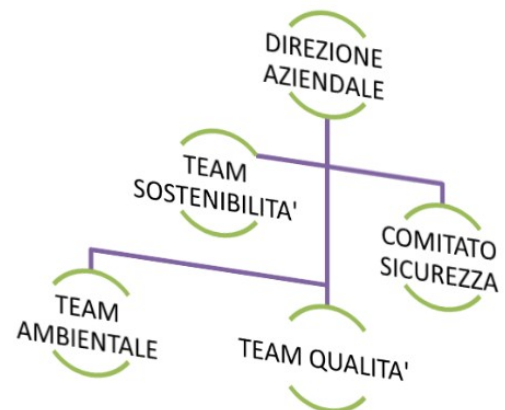 DIREZIONE
AZIENDALE
TEAM
SOSTENIBILITA'
COMITATO
SICUREZZA
TEAM
AMBIENTALE
TEAM QUALITA'